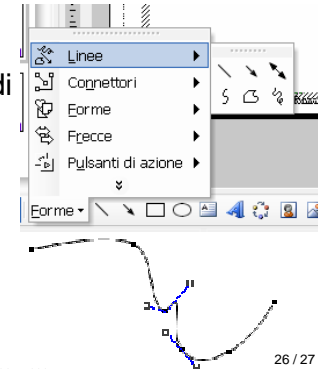 Linee
di
Connettori
Forme
Frecce
Pulsanti di azione
Forme
26 / 27